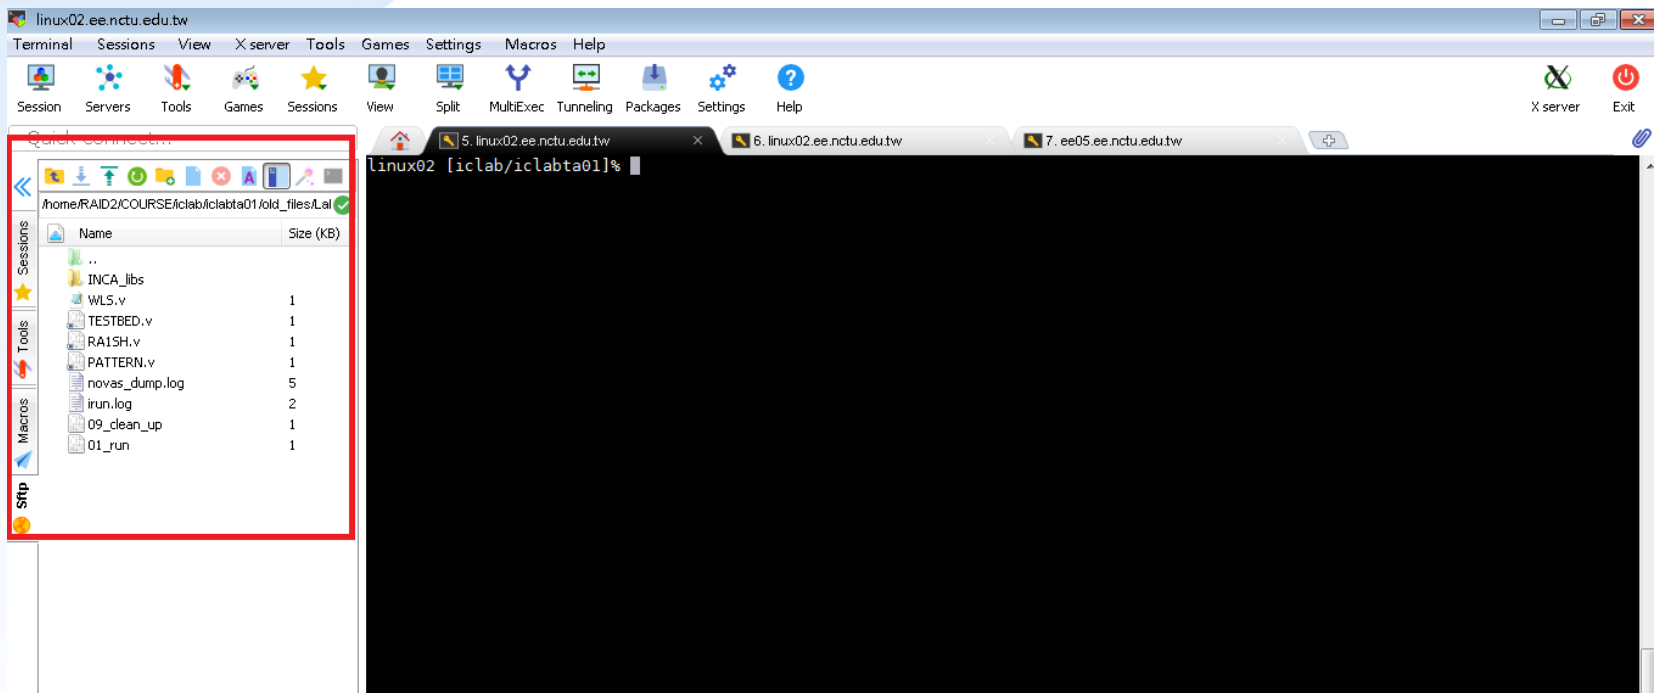 linux02.ee.nctu.edu.tw
Terminal Sessions View X server Tools Games Settings Macros Help
Session Servers Tools Games Sessions View Split MultiExec Tunneling Packages Settings Help X server Exit
Quick connect...
5. linux02.ee.nctu.edu.tw
6. linux02.ee.nctu.edu.tw
7. ee05.ee.nctu.edu.tw
linux02 [iclab/iclabta01]%
/home/RAID2/COURSE/iclab/iclabta01/old_files/Lal
Name Size (KB)
..
INCA_libs
WLS.v 1
TESTBED.v 1
RA1SH.v 1
PATTERN.v 1
novas_dump.log 5
irun.log 2
09_clean_up 1
01_run 1
Sessions
Tools
Macros
Sftp